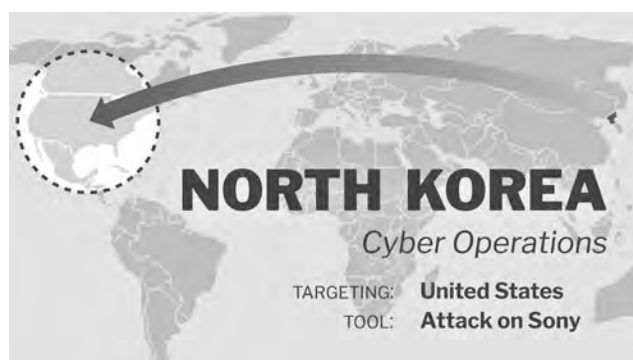 NORTH KOREA
Cyber Operations
TARGETING: United States
TOOL: Attack on Sony